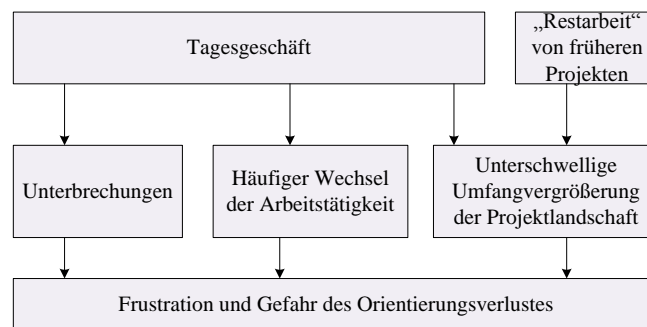 Tagesgeschäft
„Restarbeit“
von früheren
Projekten
Unterbrechungen
Häufiger Wechsel
der Arbeitstätigkeit
Unterschwellige
Umfangvergrößerung
der Projektlandschaft
Frustration und Gefahr des Orientierungsverlustes